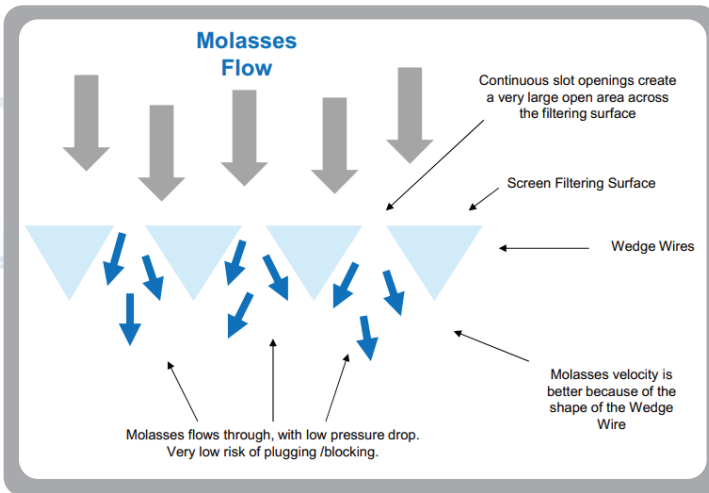 Molasses
Flow
Continuous slot openings create
a very large open area across
the filtering surface
Screen Filtering Surface
Wedge Wires
Molasses velocity is
better because of the
shape of the Wedge
Wire
Molasses flows through, with low pressure drop.
Very low risk of plugging /blocking.